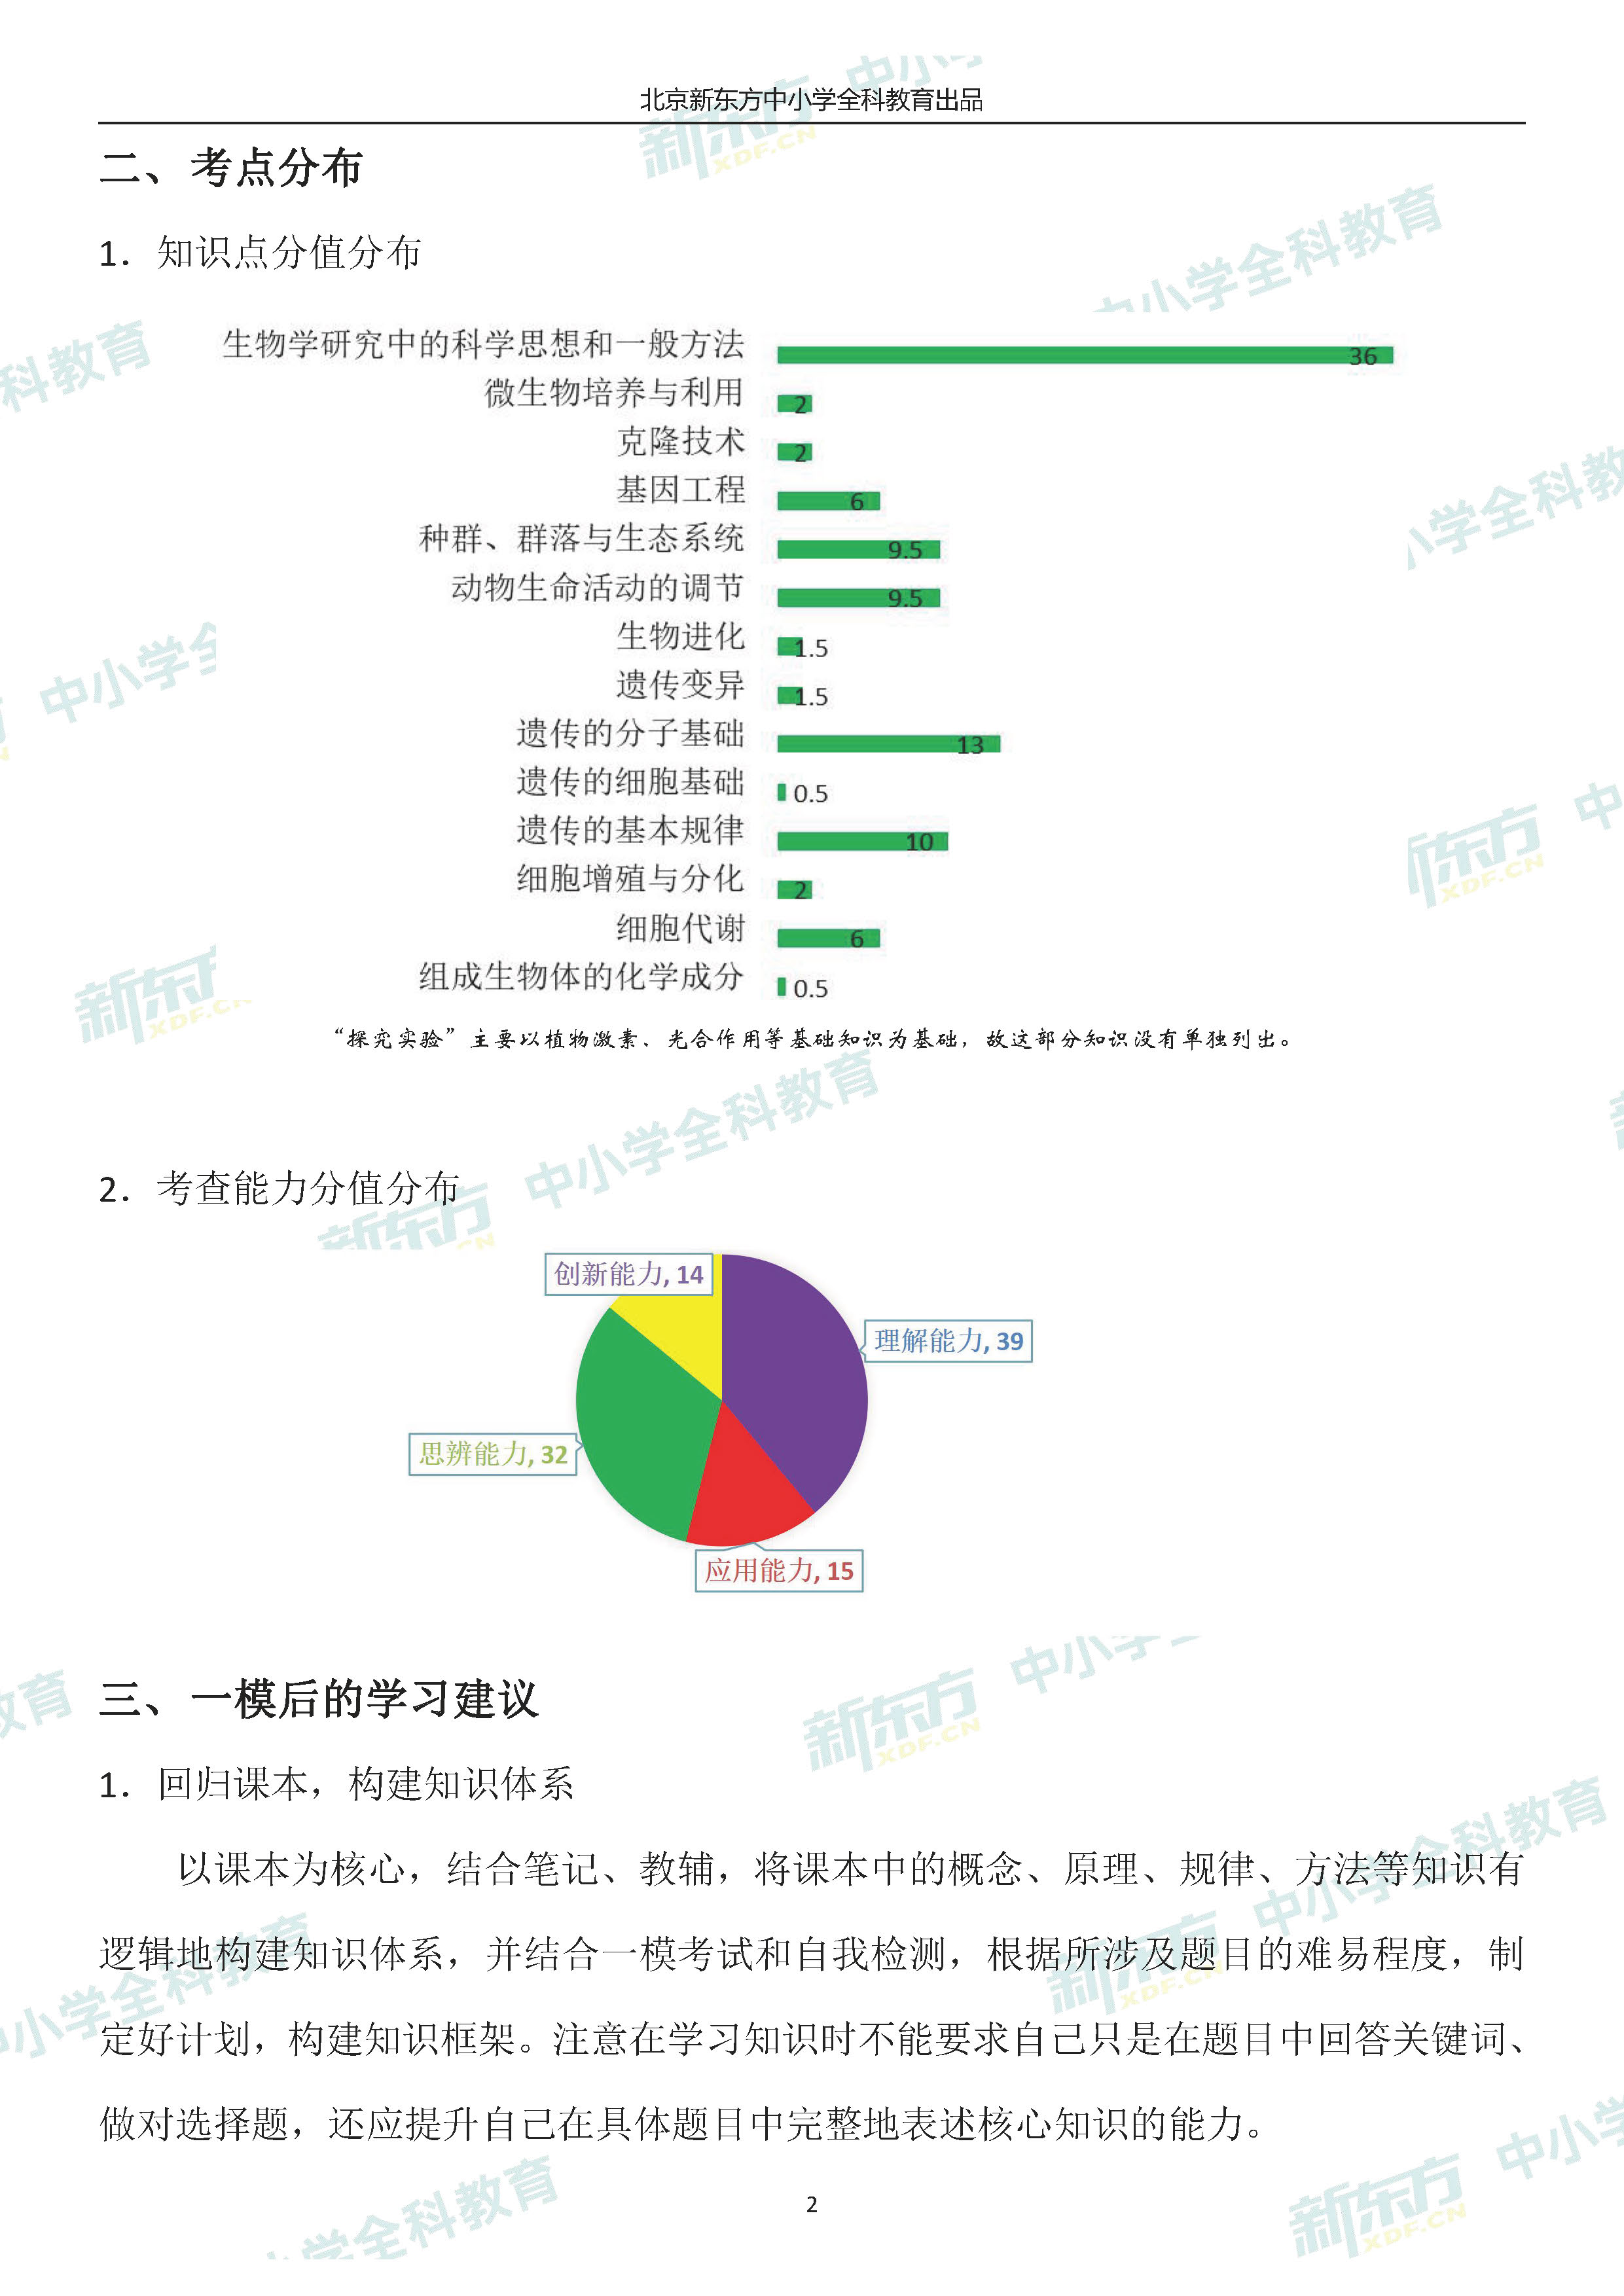 北京新东方中小学全科教育出品
二、考点分布
1. 知识点分值分布
生物学研究中的科学思想和一般方法 36
微生物培养与利用 2
克隆技术 2
基因工程 6
种群、群落与生态系统 9.5
动物生命活动的调节 9.5
生物进化 1.5
遗传变异 1.5
遗传的分子基础 13
遗传的细胞基础 0.5
遗传的基本规律 10
细胞增殖与分化 2
细胞代谢 6
组成生物体的化学成分 0.5
“探究实验”主要以植物激素、光合作用等基础知识为基础，故这部分知识没有单独列出。
2. 考查能力分值分布
创新能力, 14
理解能力, 39
思辨能力, 32
应用能力, 15
三、一模后的学习建议
1. 回归课本，构建知识体系
以课本为核心，结合笔记、教辅，将课本中的概念、原理、规律、方法等知识有
逻辑地构建知识体系，并结合一模考试和自我检测，根据所涉及题目的难易程度，制
定好计划，构建知识框架。注意在学习知识时不能要求自己只是在题目中回答关键词、
做对选择题，还应提升自己在具体题目中完整地表述核心知识的能力。
2
新东方 XDF.CN 中小学全科教育